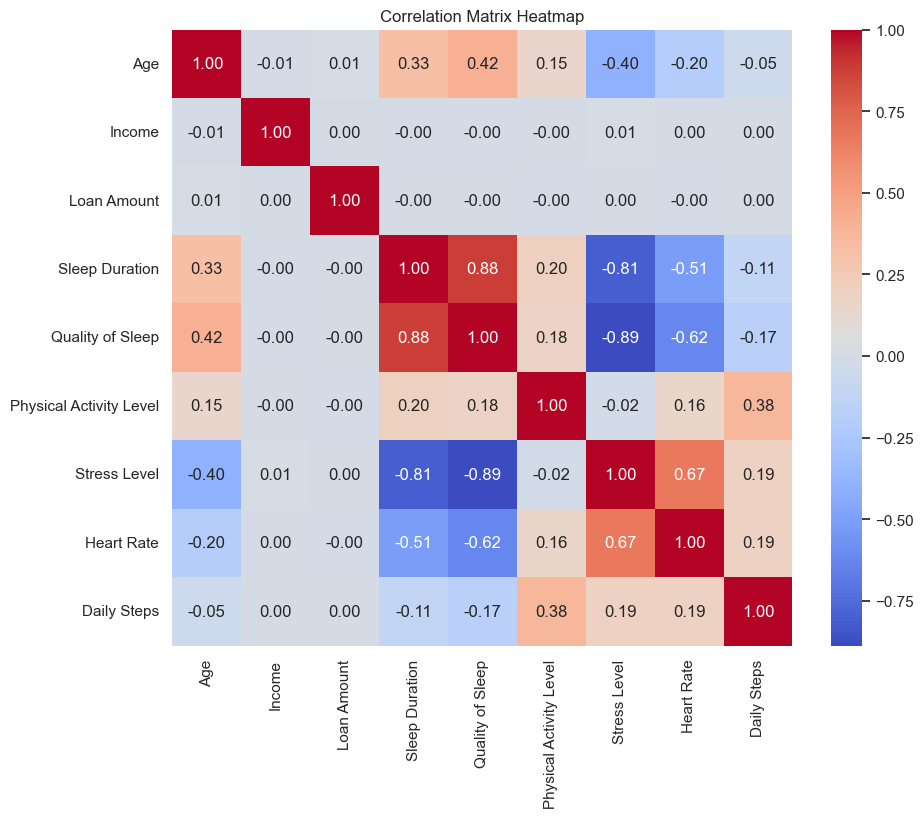 Correlation Matrix Heatmap
Age 1.00 -0.01 0.01 0.33 0.42 0.15 -0.40 -0.20 -0.05
Income -0.01 1.00 0.00 -0.00 -0.00 -0.00 0.01 0.00 0.00
Loan Amount 0.01 0.00 1.00 -0.00 -0.00 -0.00 0.00 -0.00 0.00
Sleep Duration 0.33 -0.00 -0.00 1.00 0.88 0.20 -0.81 -0.51 -0.11
Quality of Sleep 0.42 -0.00 -0.00 0.88 1.00 0.18 -0.89 -0.62 -0.17
Physical Activity Level 0.15 -0.00 -0.00 0.20 0.18 1.00 -0.02 0.16 0.38
Stress Level -0.40 0.01 0.00 -0.81 -0.89 -0.02 1.00 0.67 0.19
Heart Rate -0.20 0.00 -0.00 -0.51 -0.62 0.16 0.67 1.00 0.19
Daily Steps -0.05 0.00 0.00 -0.11 -0.17 0.38 0.19 0.19 1.00
Age
Income
Loan Amount
Sleep Duration
Quality of Sleep
Physical Activity Level
Stress Level
Heart Rate
Daily Steps
1.00
0.75
0.50
0.25
0.00
−0.25
−0.50
−0.75